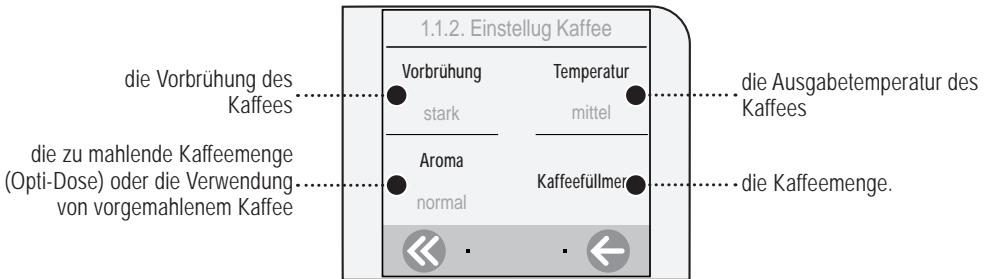 1.1.2. Einstellug Kaffee
die Vorbrühung des
Kaffees
Vorbrühung
stark
Temperatur
mittel
die Ausgabetemperatur des
Kaffees
die zu mahlende Kaffeemenge
(Opti-Dose) oder die Verwendung
von vorgemahlenem Kaffee
Aroma
normal
Kaffeefüllmen
die Kaffeemenge.